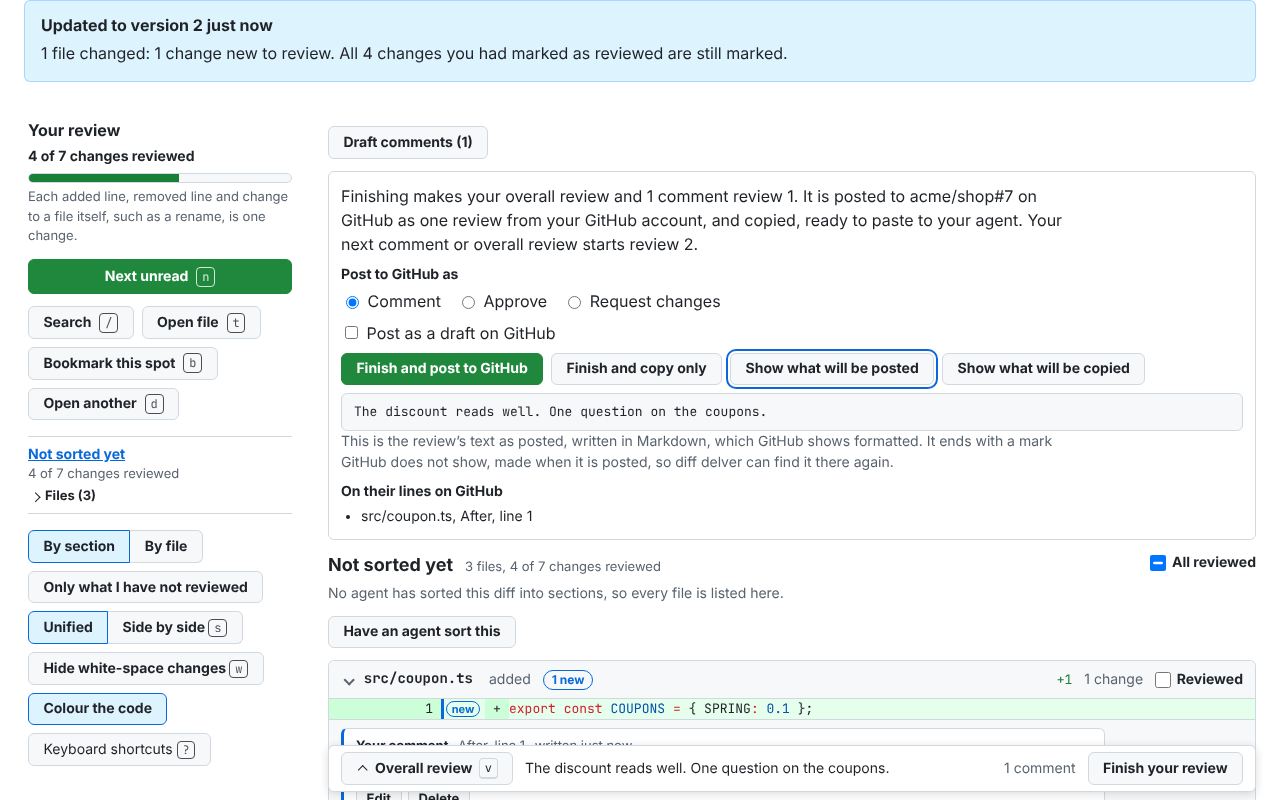 Updated to version 2 just now
1 file changed: 1 change new to review. All 4 changes you had marked as reviewed are still marked.
Your review
4 of 7 changes reviewed
Each added line, removed line and change
to a file itself, such as a rename, is one
change.
Next unread n
Search /
Open file t
Bookmark this spot b
Open another d
Not sorted yet
4 of 7 changes reviewed
Files (3)
By section
By file
Only what I have not reviewed
Unified
Side by side s
Hide white-space changes w
Colour the code
Keyboard shortcuts ?
Draft comments (1)
Finishing makes your overall review and 1 comment review 1. It is posted to acme/shop#7 on
GitHub as one review from your GitHub account, and copied, ready to paste to your agent. Your
next comment or overall review starts review 2.
Post to GitHub as
Comment
Approve
Request changes
Post as a draft on GitHub
Finish and post to GitHub
Finish and copy only
Show what will be posted
Show what will be copied
The discount reads well. One question on the coupons.
This is the review's text as posted, written in Markdown, which GitHub shows formatted. It ends with a mark
GitHub does not show, made when it is posted, so diff delver can find it there again.
On their lines on GitHub
• src/coupon.ts, After, line 1
Not sorted yet 3 files, 4 of 7 changes reviewed
All reviewed
No agent has sorted this diff into sections, so every file is listed here.
Have an agent sort this
src/coupon.ts added 1 new +1 1 change Reviewed
1 new + export const COUPONS = { SPRING: 0.1 };
Your comment After, line 1 written just now
Overall review v The discount reads well. One question on the coupons. 1 comment Finish your review
Edit Delete